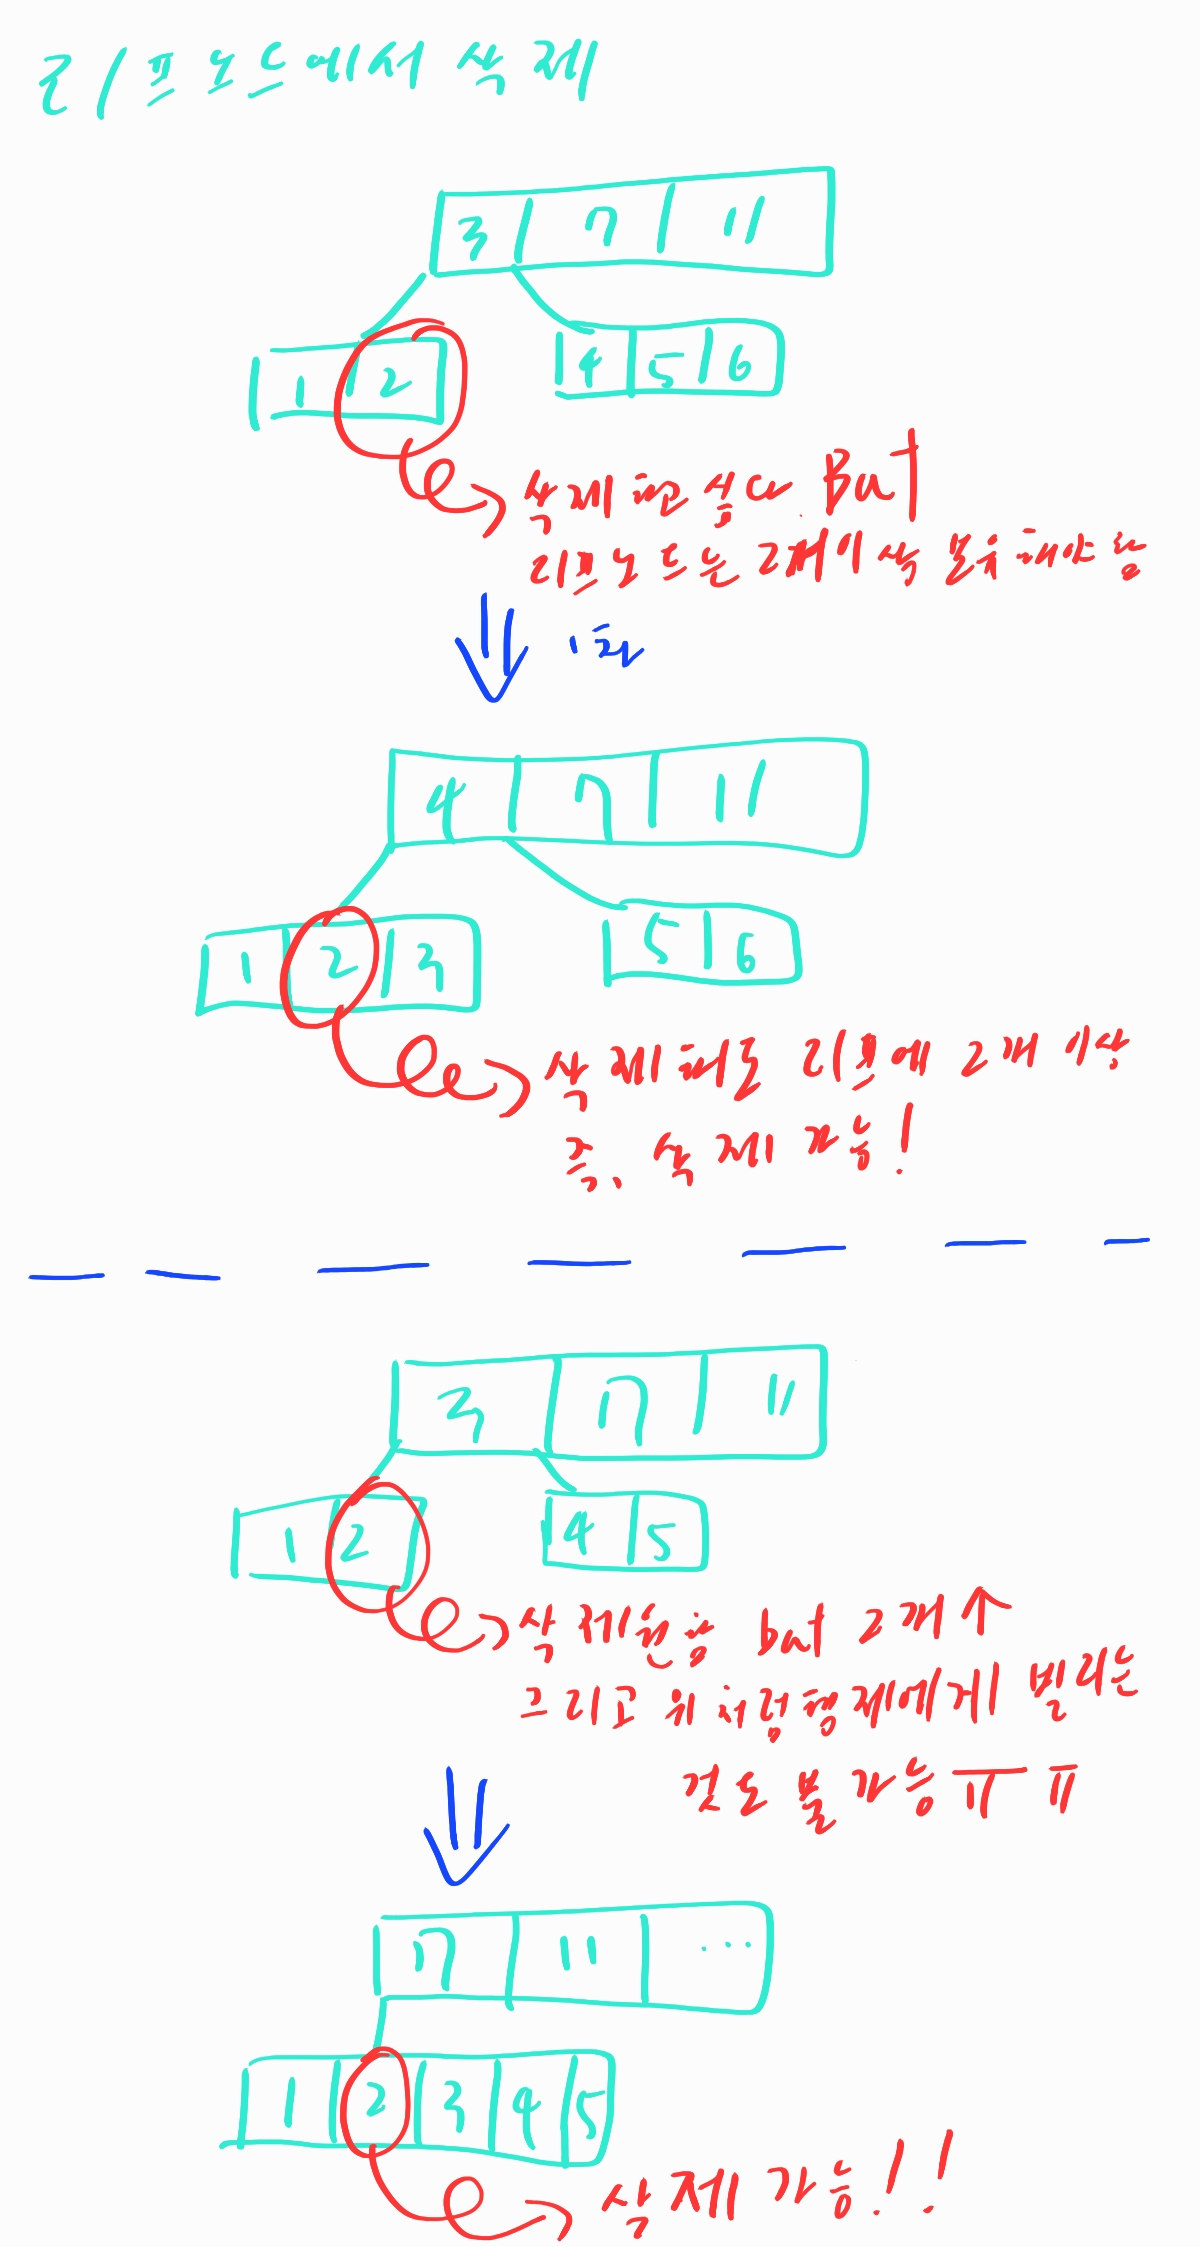 리프노드에서 삭제
3 7 11
1 2
4 5 6
삭제하고 싶다 But
리프노드는 2개이상 보유해야함
4 7 11
1 2 3
5 6
삭제해도 리프에 2개 이상
즉, 삭제 가능!
3 7 11
1 2
4 5
삭제원함 but 2개↑
그리고 위처럼 형제에게 빌리는
것도 불가능 ㅠㅠ
7 11 ...
1 2 3 4 5
삭제 가능!!